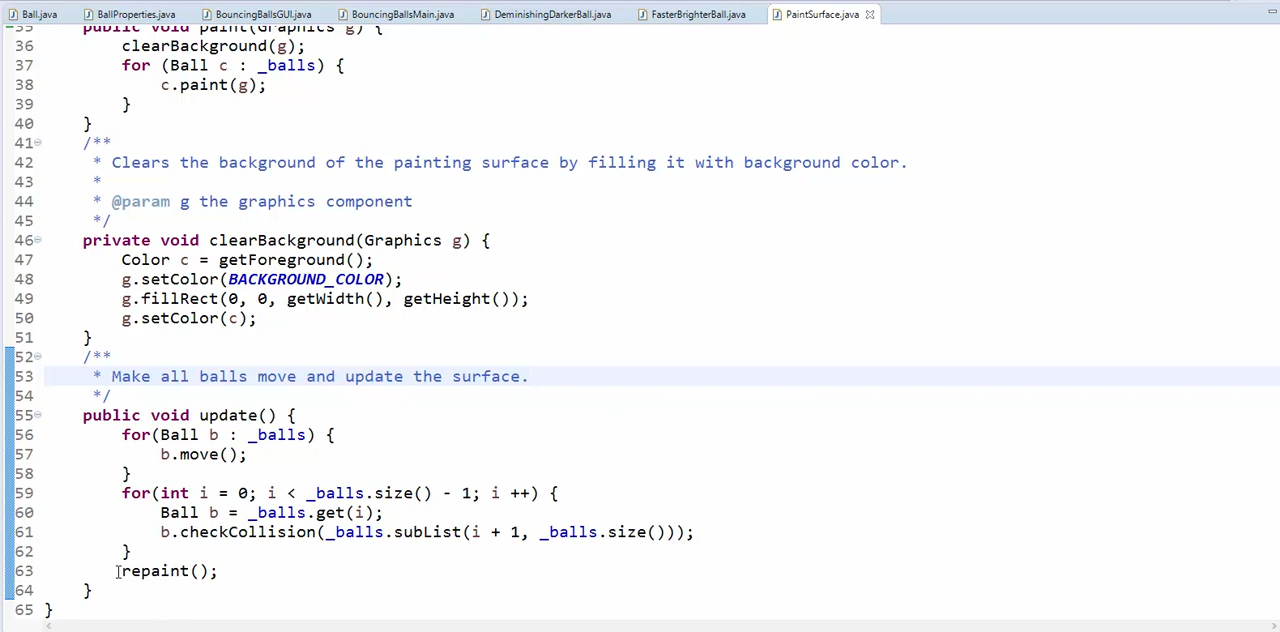 Ball.java BallProperties.java BouncingBallsGUI.java BouncingBallsMain.java DeminishingDarkerBall.java FasterBrighterBall.java PaintSurface.java
35 public void paint(Graphics g) {
36 clearBackground(g);
37 for (Ball c : _balls) {
38 c.paint(g);
39 }
40 }
41 /**
42 * Clears the background of the painting surface by filling it with background color.
43 *
44 * @param g the graphics component
45 */
46 private void clearBackground(Graphics g) {
47 Color c = getForeground();
48 g.setColor(BACKGROUND_COLOR);
49 g.fillRect(0, 0, getWidth(), getHeight());
50 g.setColor(c);
51 }
52 /**
53 * Make all balls move and update the surface.
54 */
55 public void update() {
56 for(Ball b : _balls) {
57 b.move();
58 }
59 for(int i = 0; i < _balls.size() - 1; i ++) {
60 Ball b = _balls.get(i);
61 b.checkCollision(_balls.subList(i + 1, _balls.size()));
62 }
63 repaint();
64 }
65 }